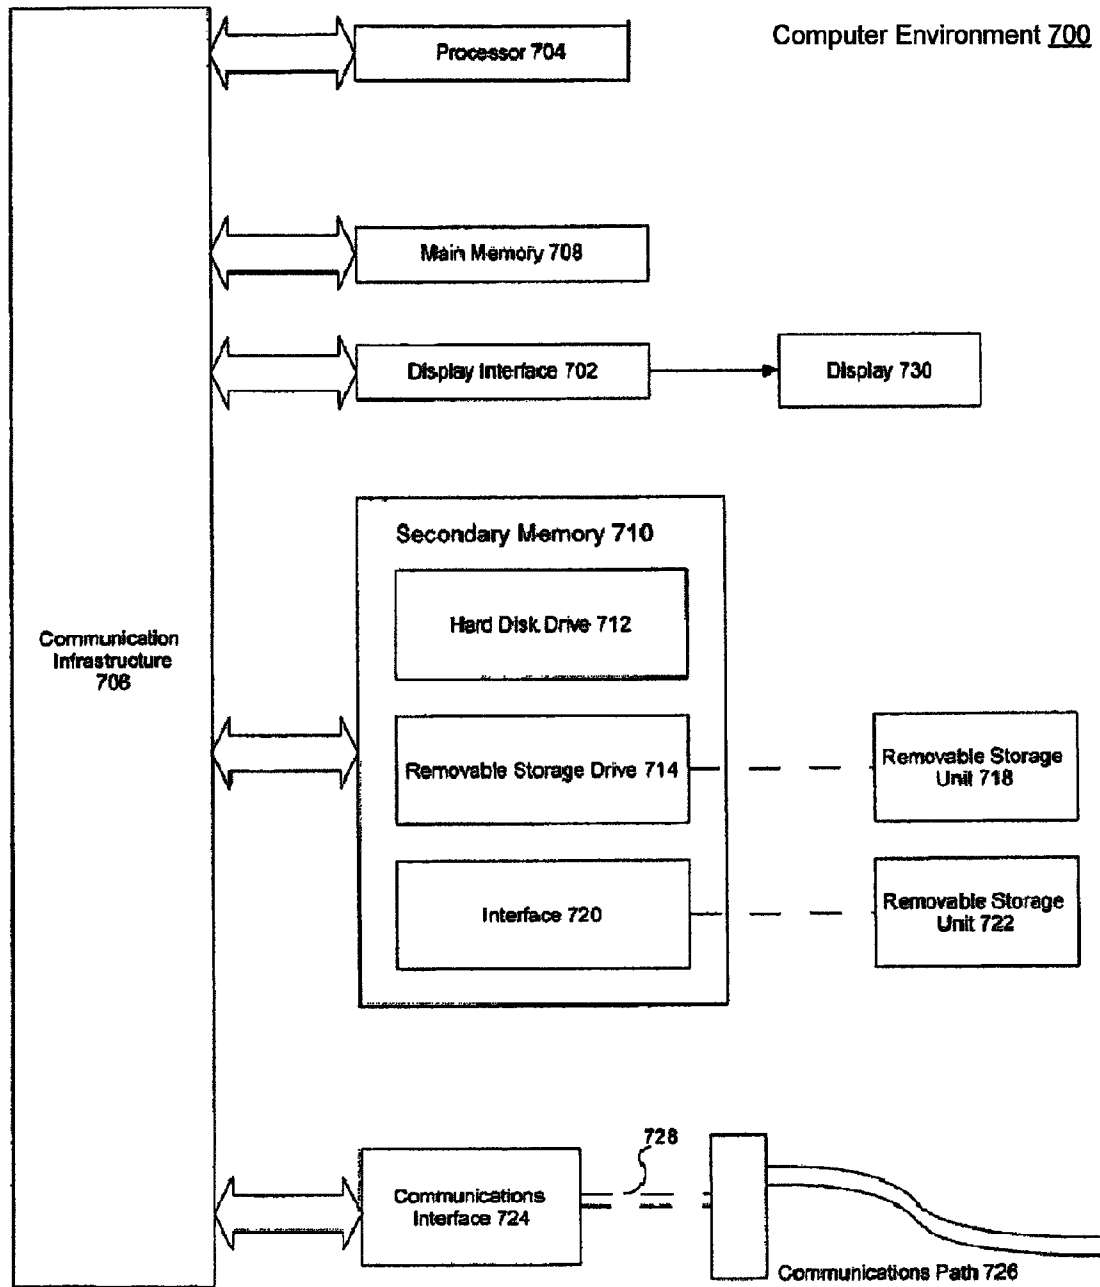 Computer Environment 700
Processor 704
Main Memory 708
Display Interface 702
Display 730
Secondary Memory 710
Hard Disk Drive 712
Communication
Infrastructure
706
Removable Storage Drive 714
Removable Storage
Unit 718
Interface 720
Removable Storage
Unit 722
728
Communications
Interface 724
Communications Path 726